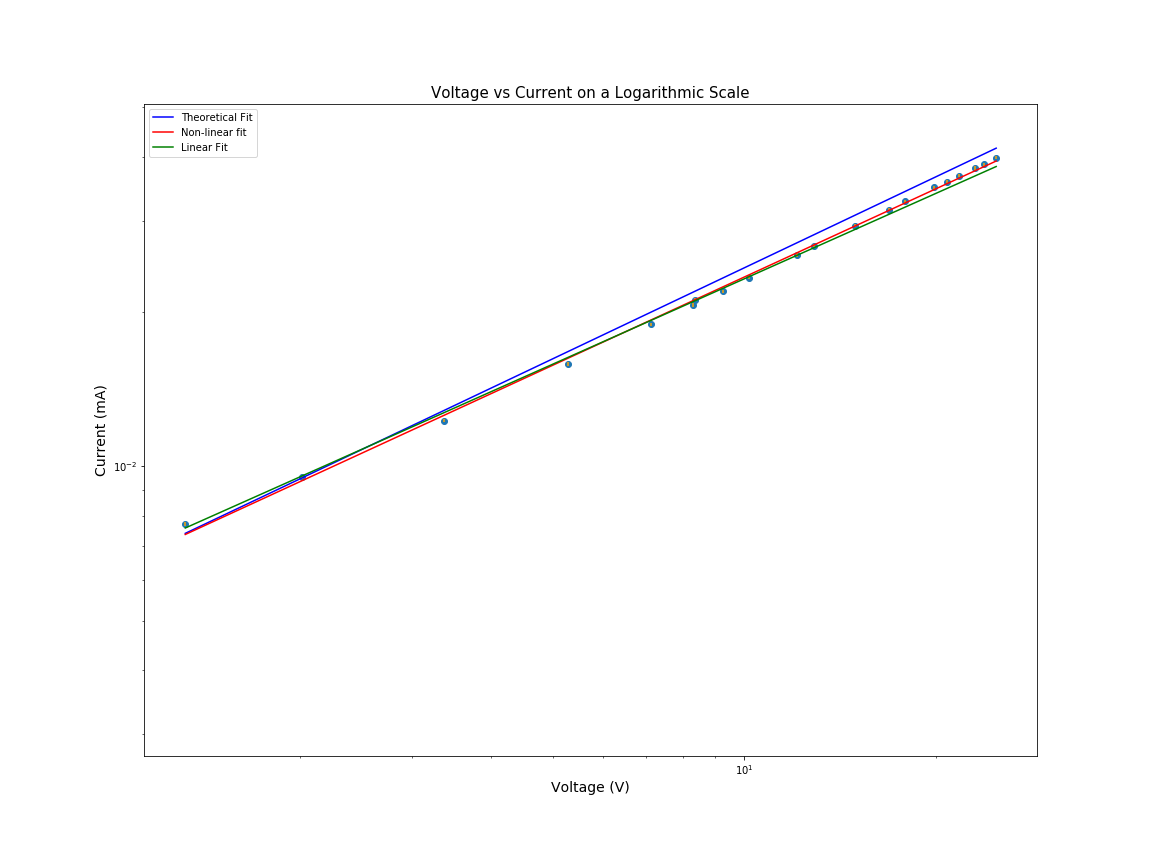 Voltage vs Current on a Logarithmic Scale
Theoretical Fit
Non-linear fit
Linear Fit
Current (mA)
10⁻²
10¹
Voltage (V)